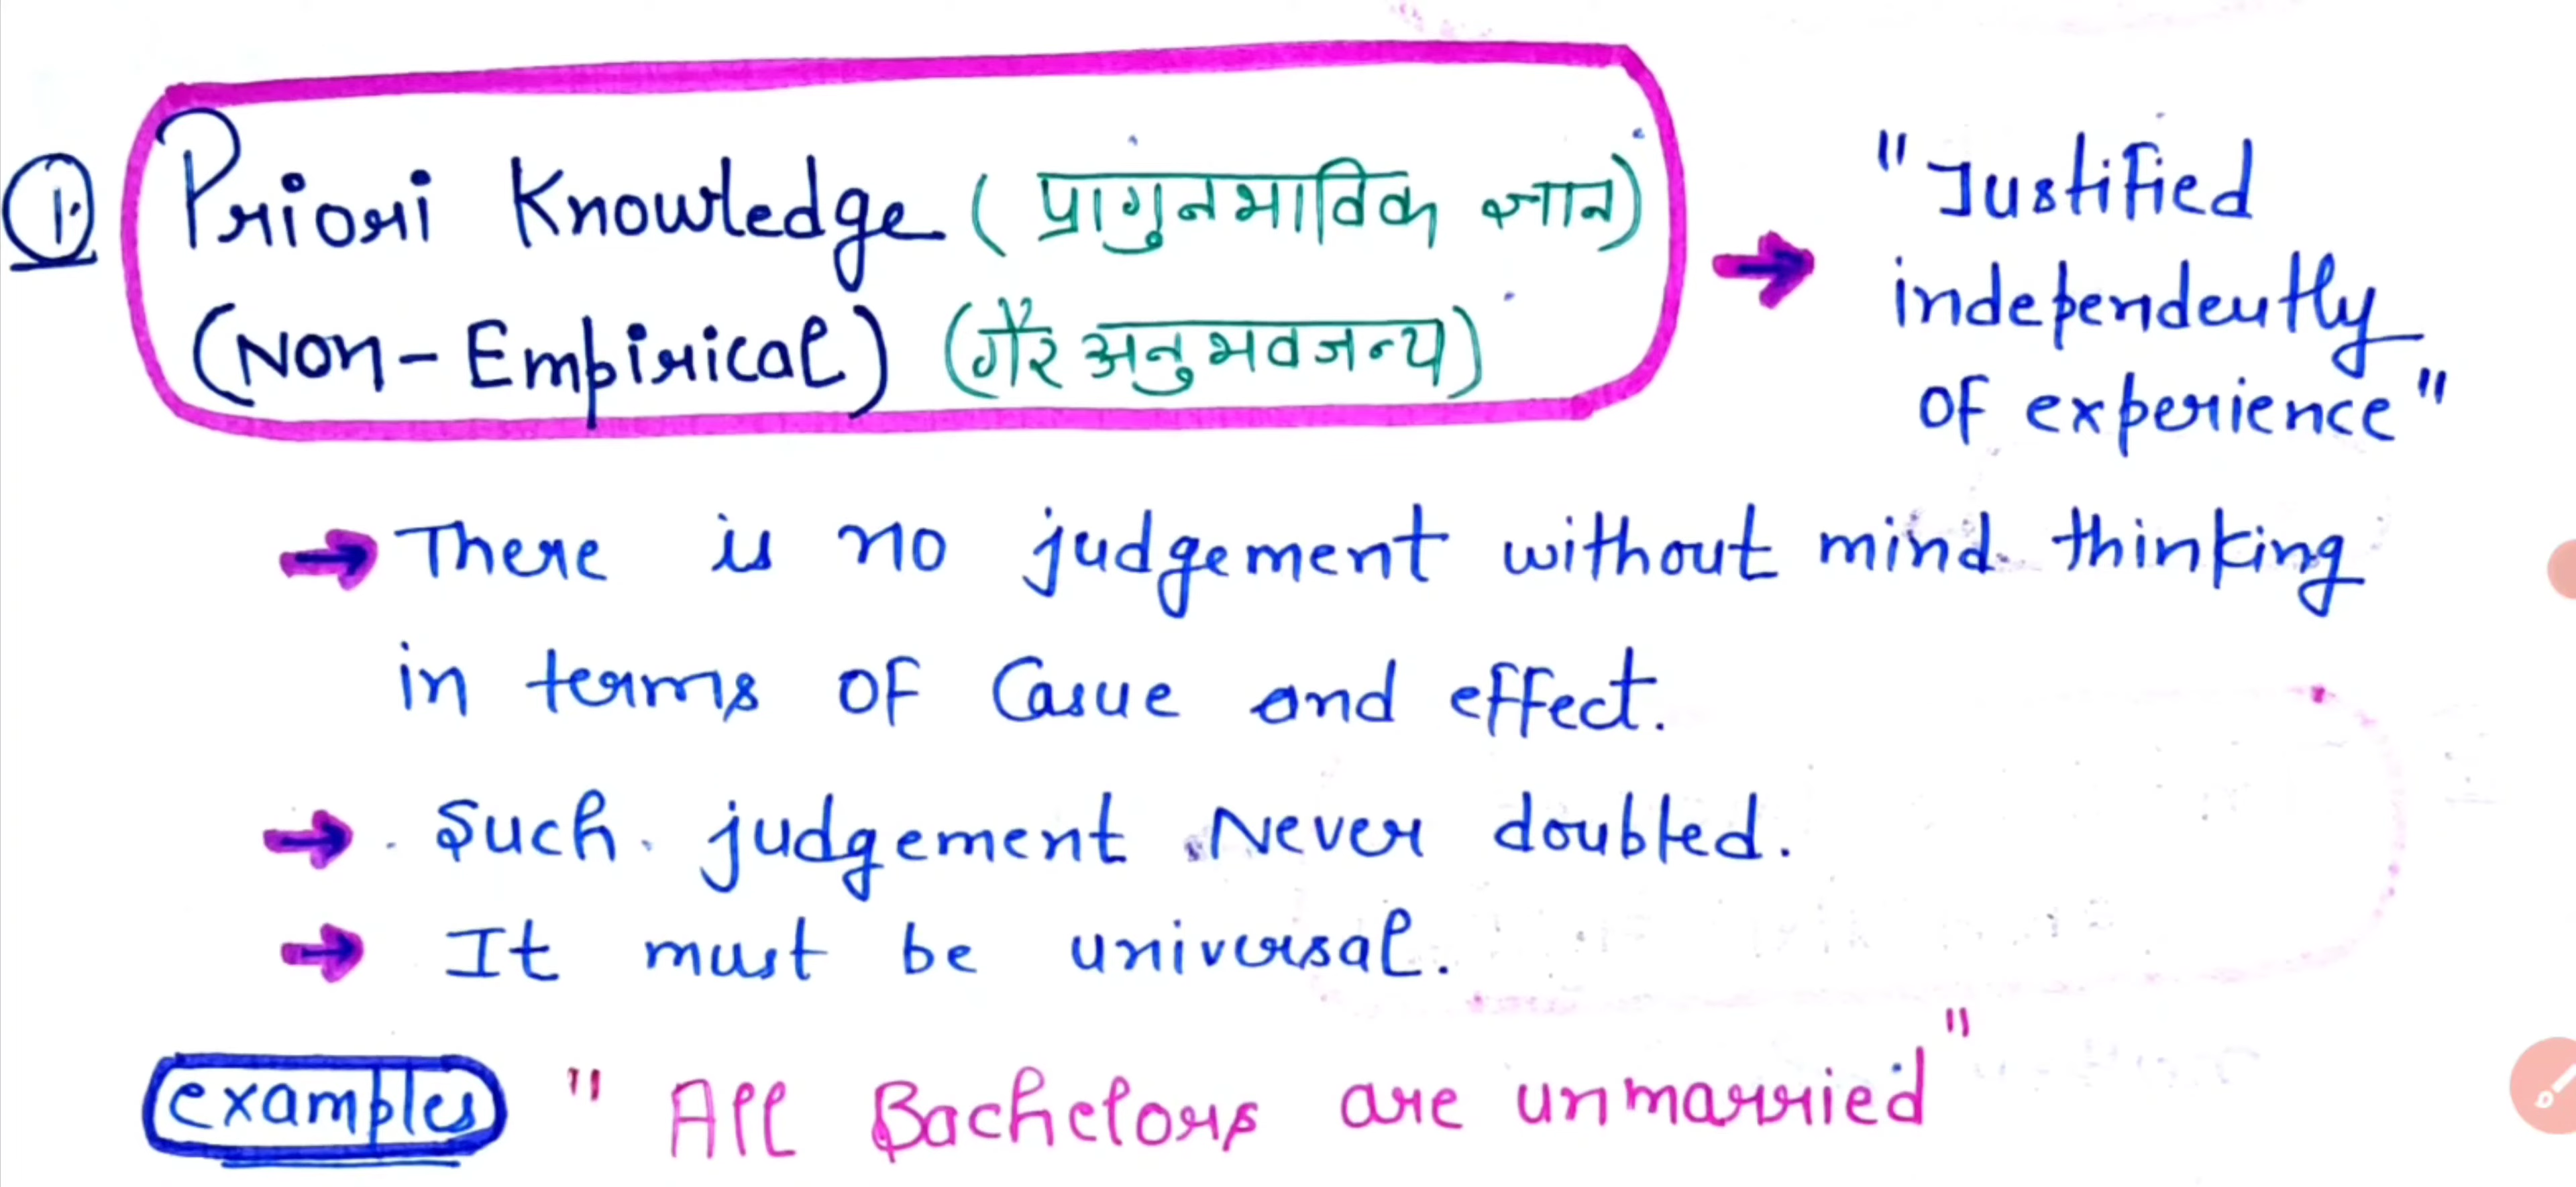 ① Priori Knowledge (प्रागुनभाविक ज्ञान)
(Non-Empirical) (गैर अनुभवजन्य)
"Justified
independently
of experience"
There is no judgement without mind thinking
in terms of Casue and effect.
Such judgement Never doubted.
It must be universal.
examples " All Bachelors are unmarried "